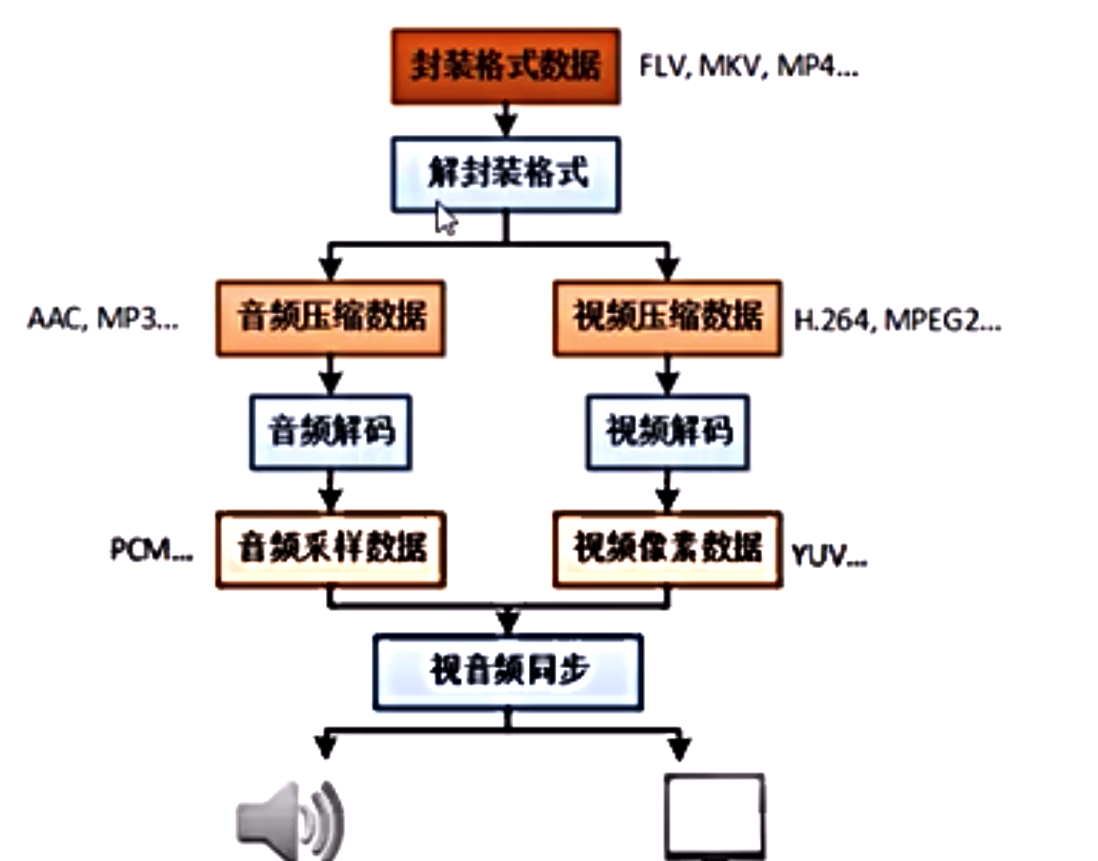 封装格式数据 FLV, MKV, MP4...
解封装格式
AAC, MP3... 音频压缩数据 视频压缩数据 H.264, MPEG2...
音频解码 视频解码
PCM... 音频采样数据 视频像素数据 YUV...
视音频同步